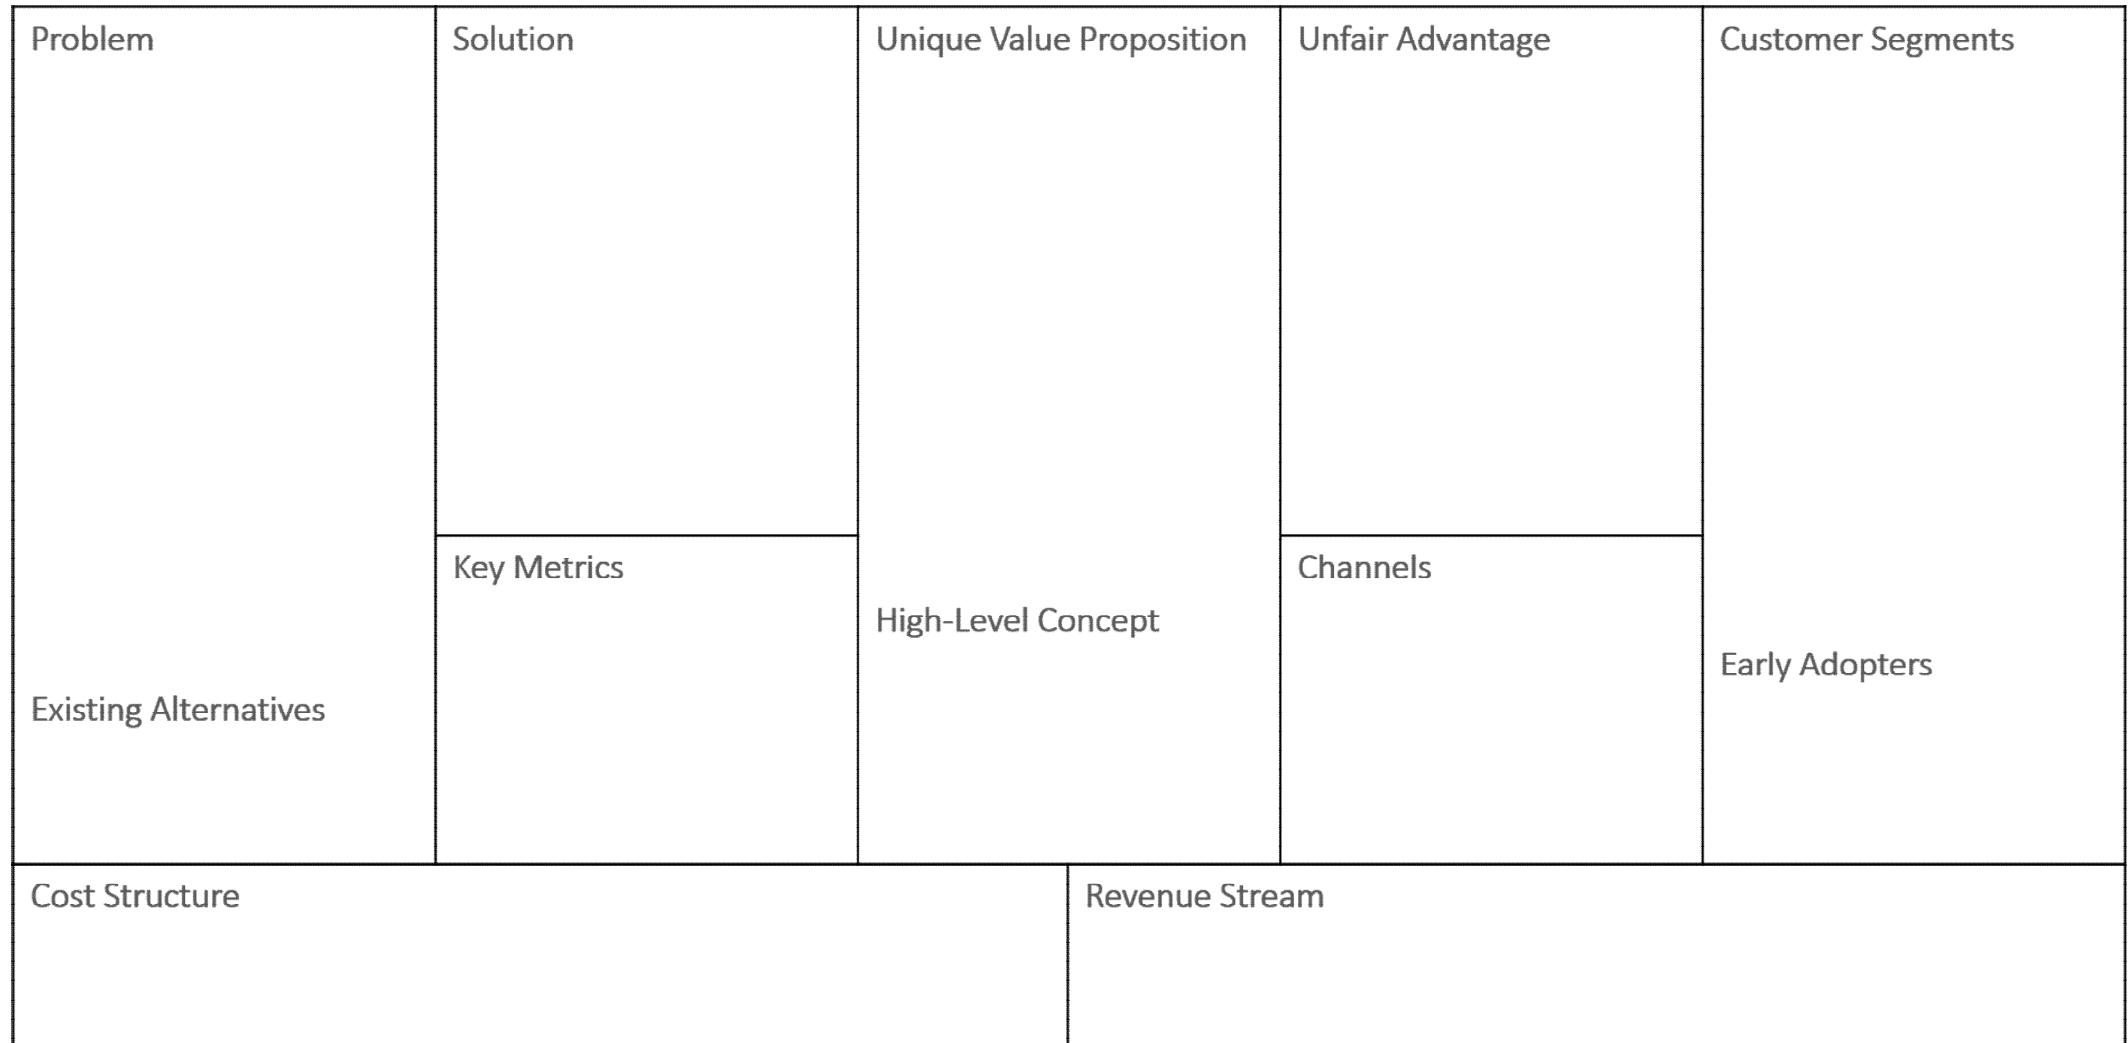 Problem
Existing Alternatives
Solution
Key Metrics
Unique Value Proposition
High-Level Concept
Unfair Advantage
Channels
Customer Segments
Early Adopters
Cost Structure
Revenue Stream